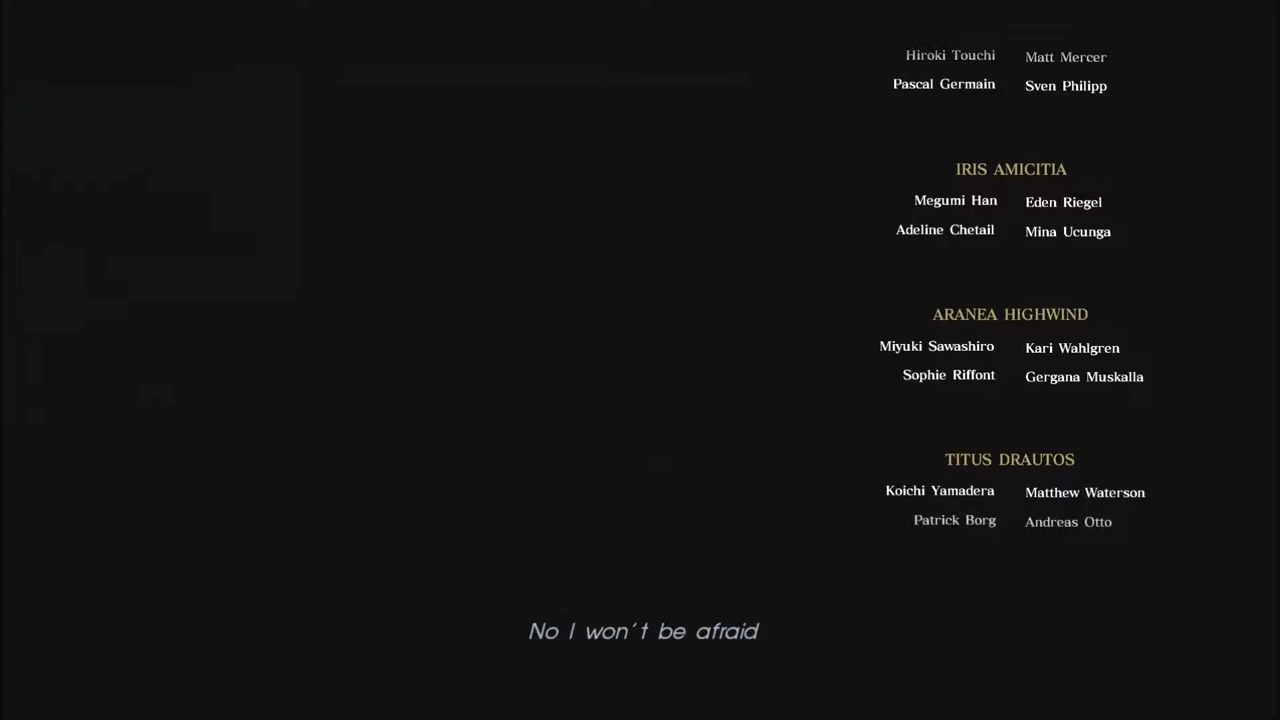 Hiroki Touchi Matt Mercer
Pascal Germain Sven Philipp
IRIS AMICITIA
Megumi Han Eden Riegel
Adeline Chetail Mina Ucunga
ARANEA HIGHWIND
Miyuki Sawashiro Kari Wahlgren
Sophie Riffont Gergana Muskalla
TITUS DRAUTOS
Koichi Yamadera Matthew Waterson
Patrick Borg Andreas Otto
No I won't be afraid